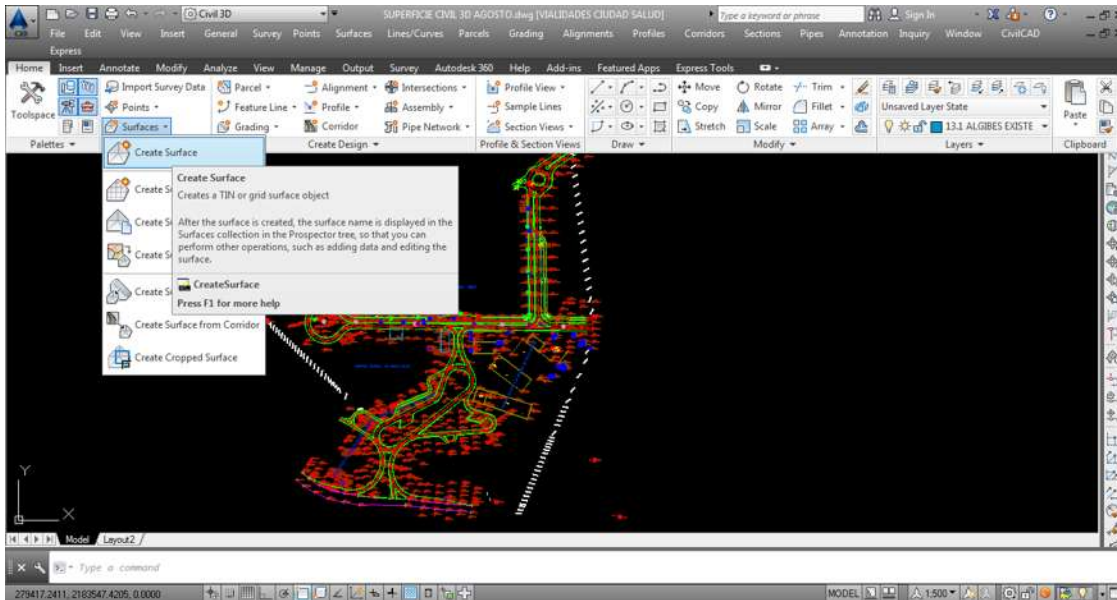 Civil 3D
SUPERFICIE CIVIL 3D AGOSTO.dwg [VIALIDADES CIUDAD SALUD]
Type a keyword or phrase
Sign In
File Edit View Insert General Survey Points Surfaces Lines/Curves Parcels Grading Alignments Profiles Corridors Sections Pipes Annotation Inquiry Window CivilCAD
Express
Home Insert Annotate Modify Analyze View Manage Output Survey Autodesk 360 Help Add-ins Featured Apps Express Tools
Import Survey Data Parcel Alignment Intersections Profile View Move Rotate Trim
Toolspace Points Feature Line Profile Assembly Sample Lines Copy Mirror Fillet Unsaved Layer State Paste
Surfaces Grading Corridor Pipe Network Section Views Stretch Scale Array 13.1 ALGIBES EXISTE
Palettes Create Design Profile & Section Views Draw Modify Layers Clipboard
Create Surface
Create Surface
Creates a TIN or grid surface object
After the surface is created, the surface name is displayed in the
Surfaces collection in the Prospector tree, so that you can
perform other operations, such as adding data and editing the
surface.
CreateSurface
Press F1 for more help
Create S
Create S
Create S
Create S
Create Surface from Corridor
Create Cropped Surface
Y
X
Model Layout2
Type a command
279417.2411, 2183547.4205, 0.0000
MODEL 1:500